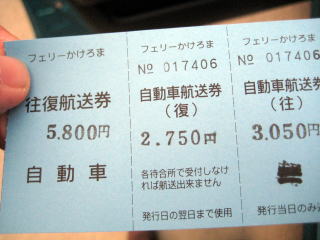 フェリーかけろま
往復航送券
5.800円
自動車
フェリーかけろま
№ 017406
自動車航送券
(復)
2.750円
各待合所で受付しなけ
れば航送出来ません
発行日の翌日まで使用
フェリーかけろま
№ 017406
自動車航送券
(往)
3.050円
発行当日のみ